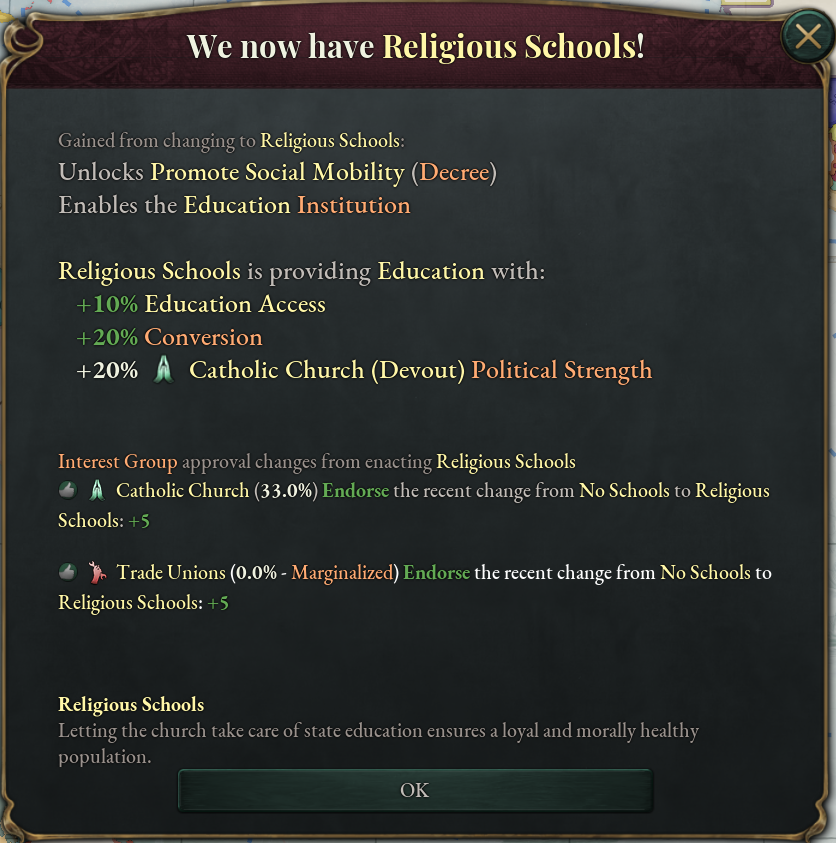 We now have Religious Schools!
Gained from changing to Religious Schools:
Unlocks Promote Social Mobility (Decree)
Enables the Education Institution
Religious Schools is providing Education with:
+10% Education Access
+20% Conversion
+20% Catholic Church (Devout) Political Strength
Interest Group approval changes from enacting Religious Schools
Catholic Church (33.0%) Endorse the recent change from No Schools to Religious
Schools: +5
Trade Unions (0.0% - Marginalized) Endorse the recent change from No Schools to
Religious Schools: +5
Religious Schools
Letting the church take care of state education ensures a loyal and morally healthy
population.
OK